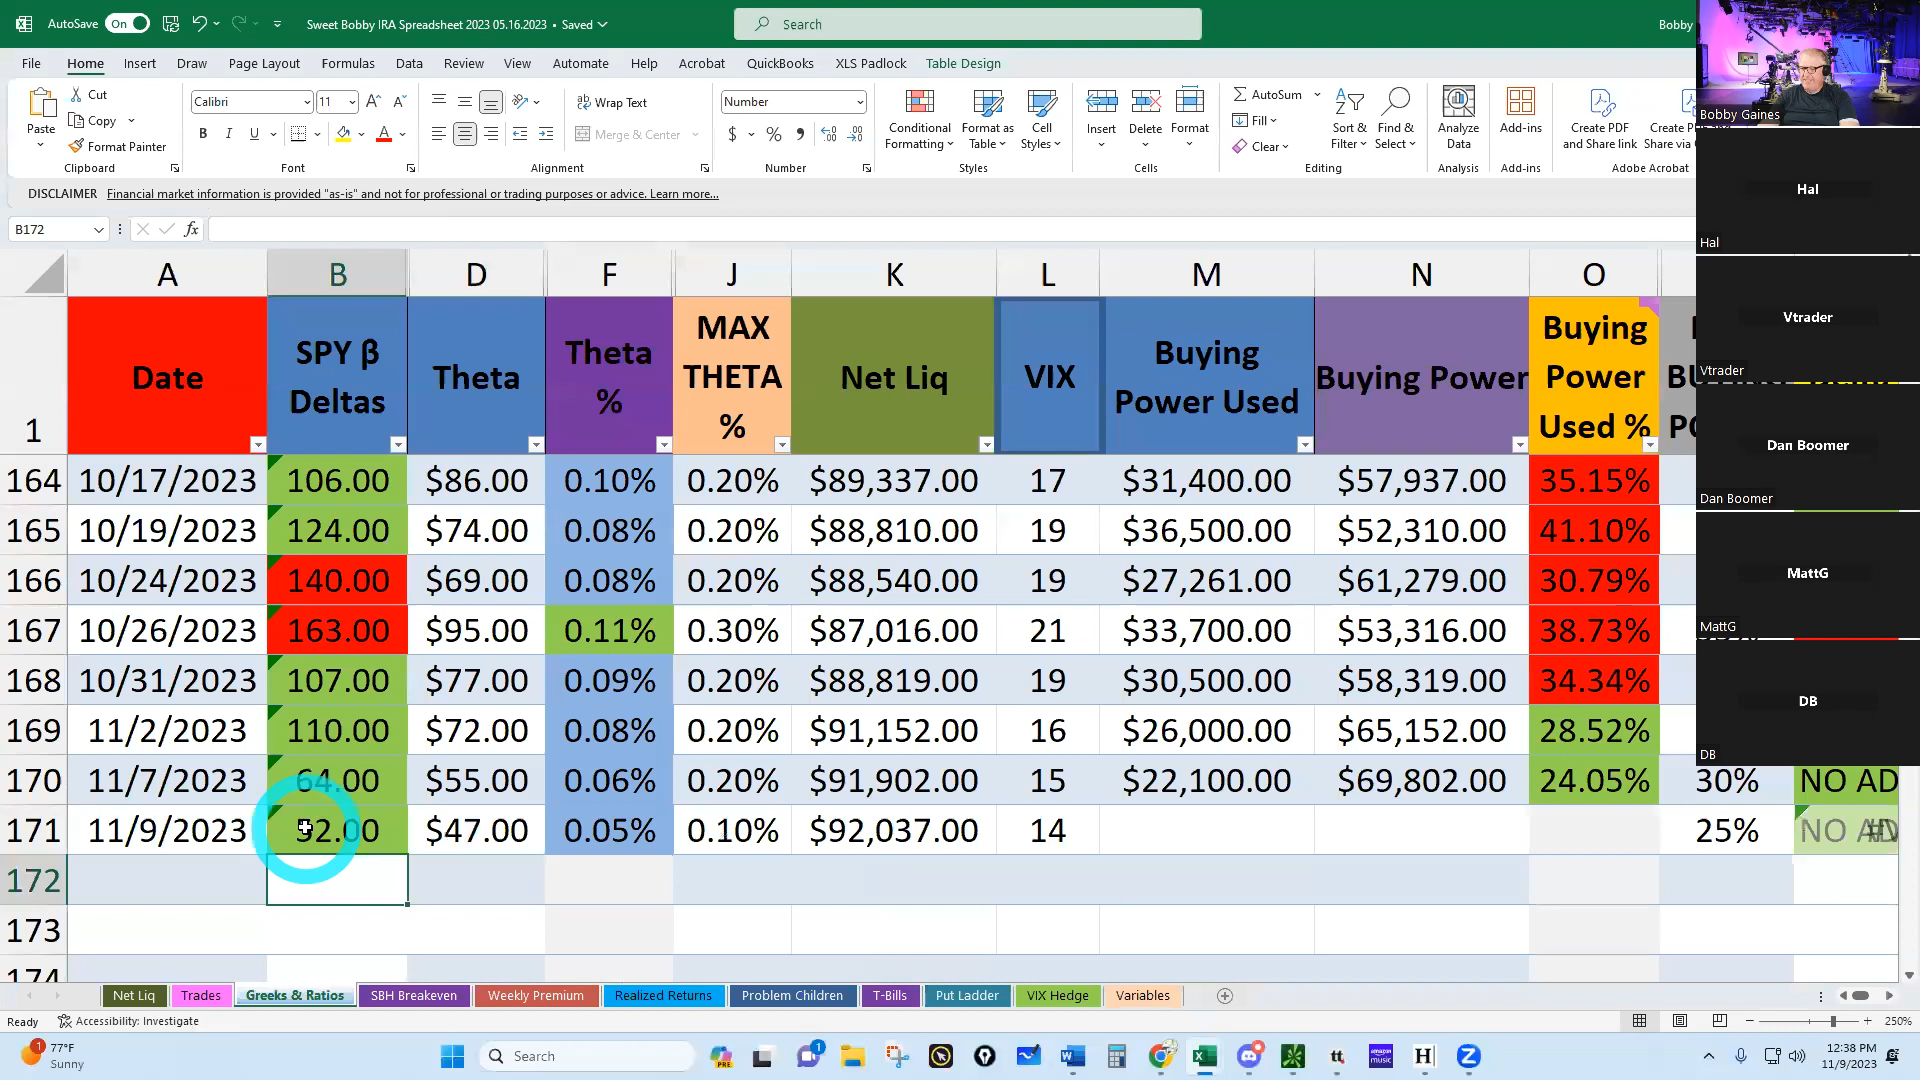 AutoSave On Sweet Bobby IRA Spreadsheet 2023 05.16.2023 • Saved Search Bobby
File Home Insert Draw Page Layout Formulas Data Review View Automate Help Acrobat QuickBooks XLS Padlock Table Design
Paste Cut Copy Format Painter Clipboard
Calibri 11 B I U A Font
Wrap Text Merge & Center Alignment
Number $ % Number
Conditional Formatting Format as Table Cell Styles Styles
Insert Delete Format Cells
AutoSum Fill Clear Sort & Filter Find & Select Editing
Analyze Data Analysis
Add-ins Add-ins
Create PDF and Share link Share via Adobe Acrobat
DISCLAIMER Financial market information is provided "as-is" and not for professional or trading purposes or advice. Learn more...
B172 fx
A B D F J K L M N O
1 Date SPY β Deltas Theta Theta % MAX THETA % Net Liq VIX Buying Power Used Buying Power Buying Power Used %
164 10/17/2023 106.00 $86.00 0.10% 0.20% $89,337.00 17 $31,400.00 $57,937.00 35.15%
165 10/19/2023 124.00 $74.00 0.08% 0.20% $88,810.00 19 $36,500.00 $52,310.00 41.10%
166 10/24/2023 140.00 $69.00 0.08% 0.20% $88,540.00 19 $27,261.00 $61,279.00 30.79%
167 10/26/2023 163.00 $95.00 0.11% 0.30% $87,016.00 21 $33,700.00 $53,316.00 38.73%
168 10/31/2023 107.00 $77.00 0.09% 0.20% $88,819.00 19 $30,500.00 $58,319.00 34.34%
169 11/2/2023 110.00 $72.00 0.08% 0.20% $91,152.00 16 $26,000.00 $65,152.00 28.52%
170 11/7/2023 64.00 $55.00 0.06% 0.20% $91,902.00 15 $22,100.00 $69,802.00 24.05% 30% NO AD
171 11/9/2023 $47.00 0.05% 0.10% $92,037.00 14 25% NO
172
173
174
Bobby Gaines
Hal
Hal
Vtrader
Vtrader
Dan Boomer
Dan Boomer
MattG
MattG
DB
DB
Net Liq Trades Greeks & Ratios SBH Breakeven Weekly Premium Realized Returns Problem Children T-Bills Put Ladder VIX Hedge Variables
Ready Accessibility: Investigate 250%
1 77°F
Sunny
Search PRE 1 tt amazon music H
12:38 PM
11/9/2023